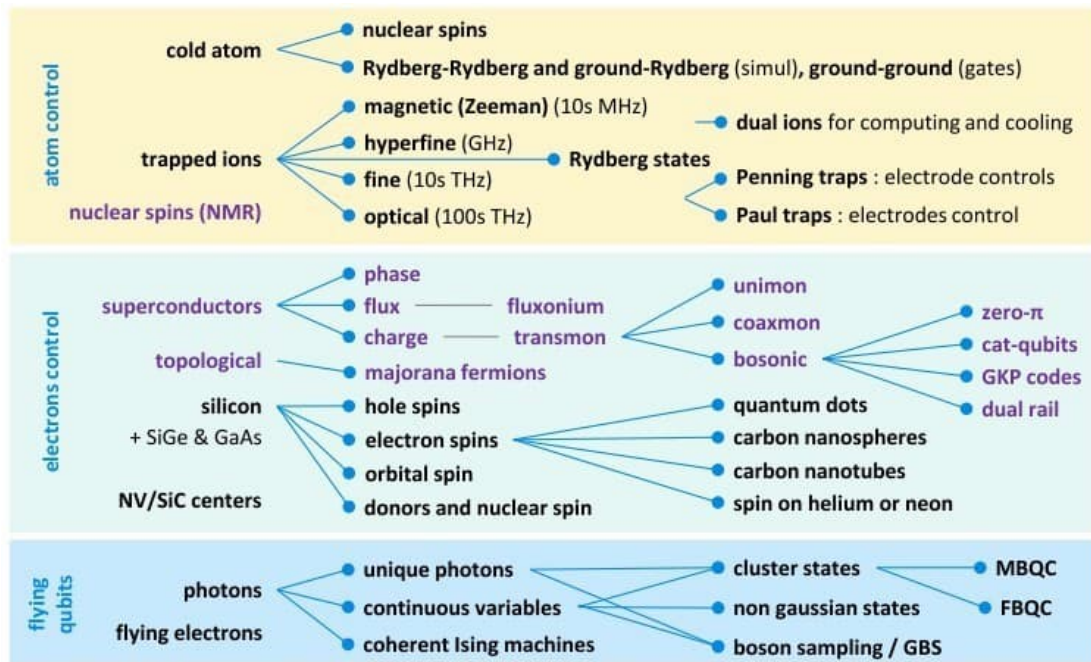 atom control
cold atom
nuclear spins
Rydberg-Rydberg and ground-Rydberg (simul), ground-ground (gates)
trapped ions
magnetic (Zeeman) (10s MHz)
hyperfine (GHz)
fine (10s THz)
optical (100s THz)
Rydberg states
dual ions for computing and cooling
Penning traps : electrode controls
Paul traps : electrodes control
nuclear spins (NMR)
electrons control
superconductors
phase
flux
fluxonium
charge
transmon
unimon
coaxmon
bosonic
zero-π
cat-qubits
GKP codes
dual rail
topological
majorana fermions
silicon
+ SiGe & GaAs
hole spins
electron spins
orbital spin
donors and nuclear spin
quantum dots
carbon nanospheres
carbon nanotubes
spin on helium or neon
NV/SiC centers
flying
qubits
photons
unique photons
continuous variables
coherent Ising machines
cluster states
non gaussian states
boson sampling / GBS
MBQC
FBQC
flying electrons